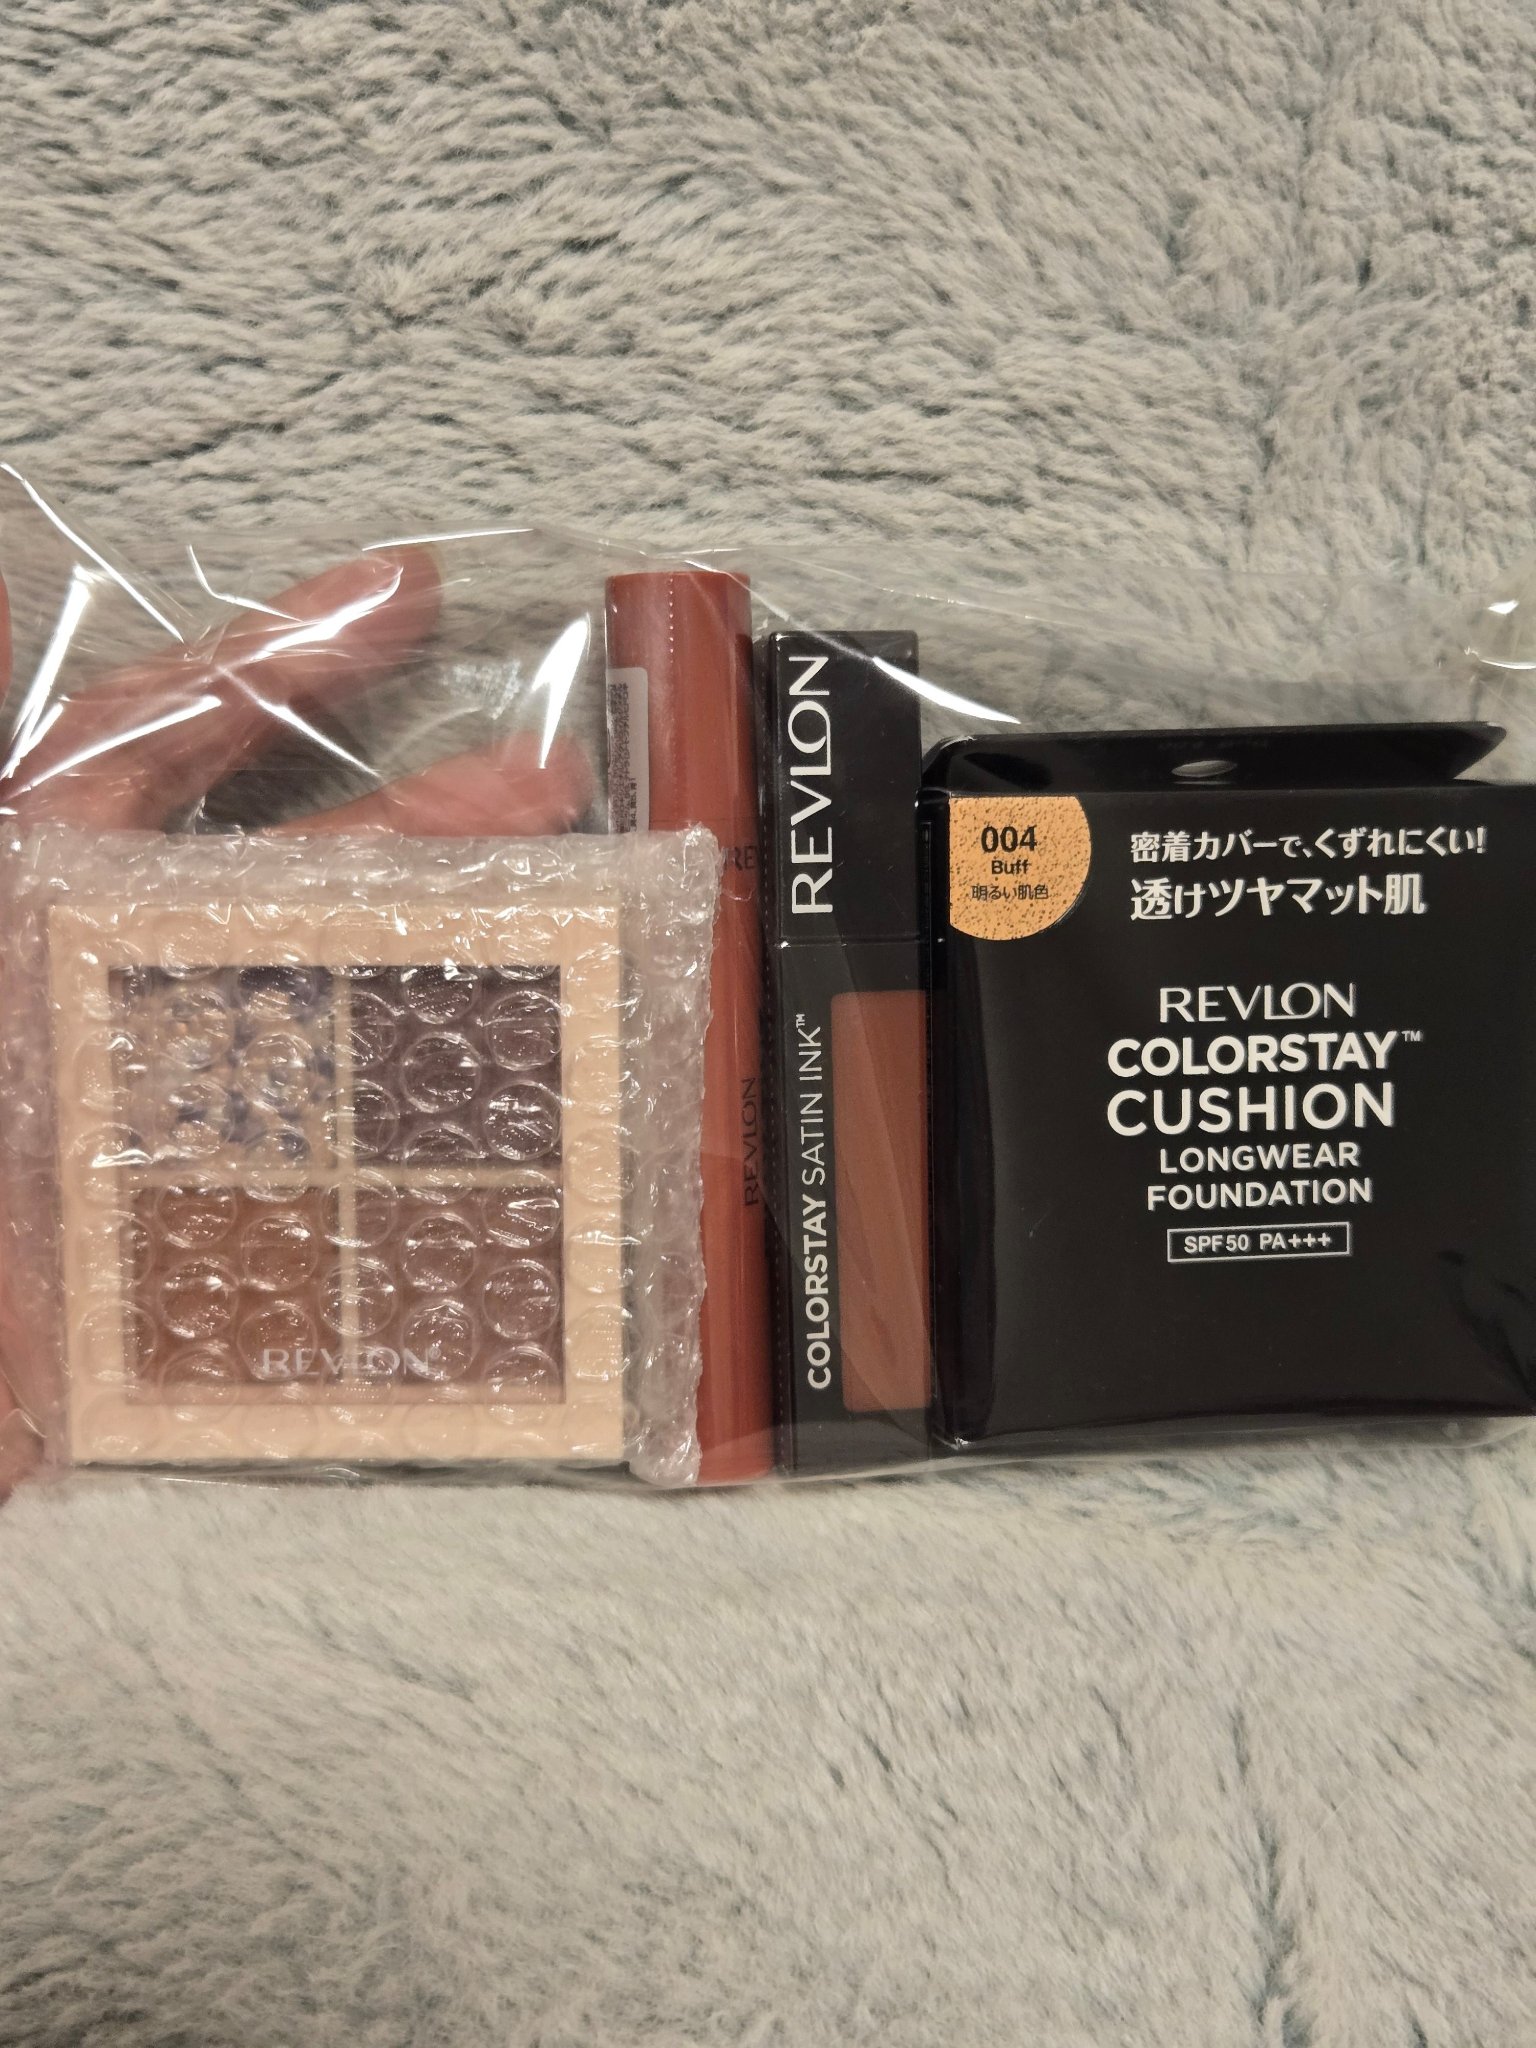 REVLON
REVLON
REVLON
COLORSTAY SATIN INK™
004
Buff
明るい肌色
密着カバーで、くずれにくい!
透けツヤマット肌
REVLON
COLORSTAY™
CUSHION
LONGWEAR
FOUNDATION
SPF50 PA+++